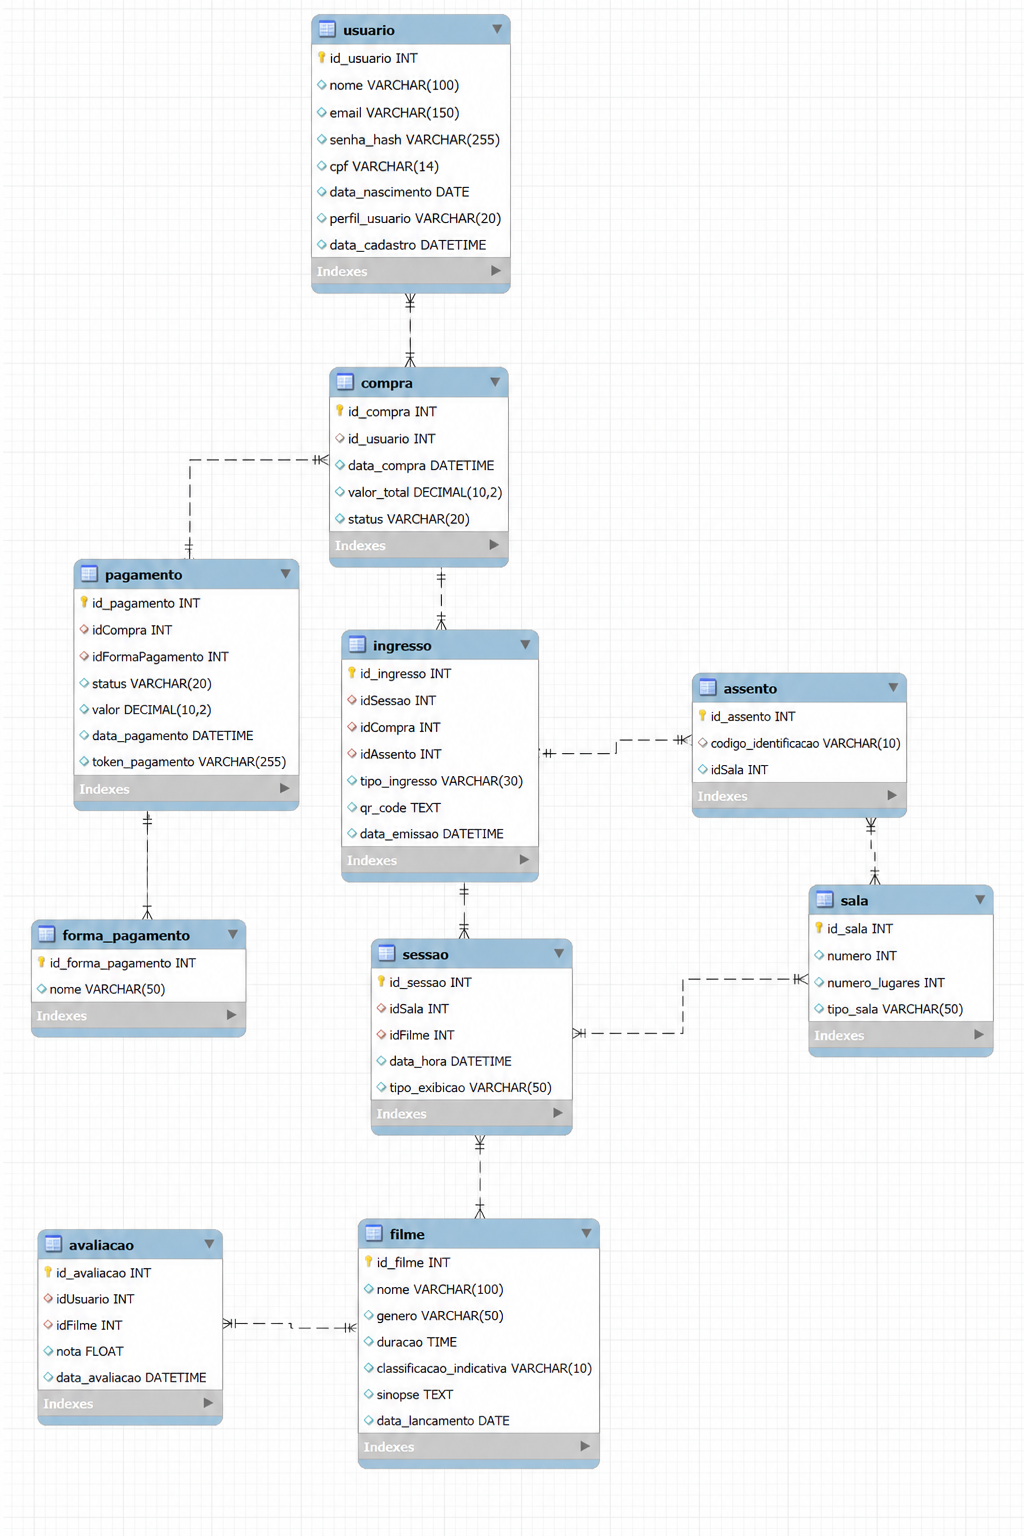 usuario
id_usuario INT
nome VARCHAR(100)
email VARCHAR(150)
senha_hash VARCHAR(255)
cpf VARCHAR(14)
data_nascimento DATE
perfil_usuario VARCHAR(20)
data_cadastro DATETIME
Indexes
compra
id_compra INT
id_usuario INT
data_compra DATETIME
valor_total DECIMAL(10,2)
status VARCHAR(20)
Indexes
pagamento
id_pagamento INT
idCompra INT
idFormaPagamento INT
status VARCHAR(20)
valor DECIMAL(10,2)
data_pagamento DATETIME
token_pagamento VARCHAR(255)
Indexes
ingresso
id_ingresso INT
idSessao INT
idCompra INT
idAssento INT
tipo_ingresso VARCHAR(30)
qr_code TEXT
data_emissao DATETIME
Indexes
assento
id_assento INT
codigo_identificacao VARCHAR(10)
idSala INT
Indexes
sala
id_sala INT
numero INT
numero_lugares INT
tipo_sala VARCHAR(50)
Indexes
forma_pagamento
id_forma_pagamento INT
nome VARCHAR(50)
Indexes
sessao
id_sessao INT
idSala INT
idFilme INT
data_hora DATETIME
tipo_exibicao VARCHAR(50)
Indexes
avaliacao
id_avaliacao INT
idUsuario INT
idFilme INT
nota FLOAT
data_avaliacao DATETIME
Indexes
filme
id_filme INT
nome VARCHAR(100)
genero VARCHAR(50)
duracao TIME
classificacao_indicativa VARCHAR(10)
sinopse TEXT
data_lancamento DATE
Indexes